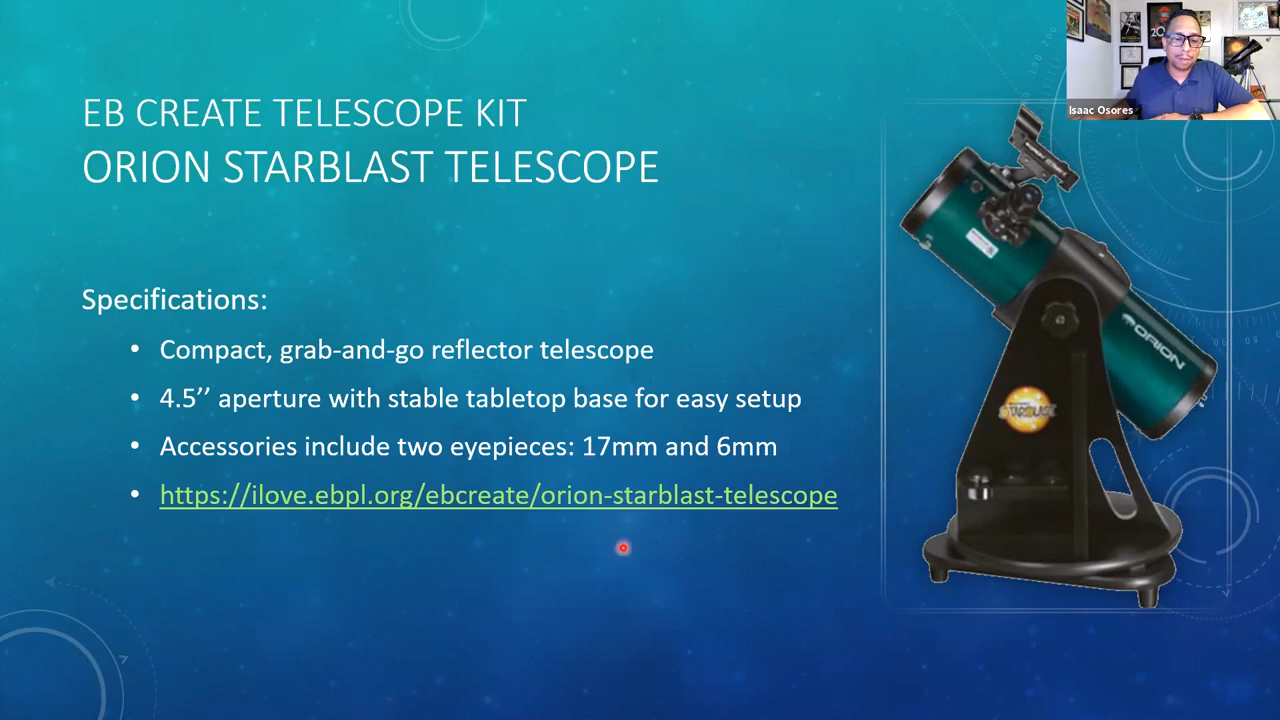 EB CREATE TELESCOPE KIT
ORION STARBLAST TELESCOPE
Specifications:
• Compact, grab-and-go reflector telescope
• 4.5’’ aperture with stable tabletop base for easy setup
• Accessories include two eyepieces: 17mm and 6mm
• https://ilove.ebpl.org/ebcreate/orion-starblast-telescope
Isaac Osores
ORION
STARBLAST